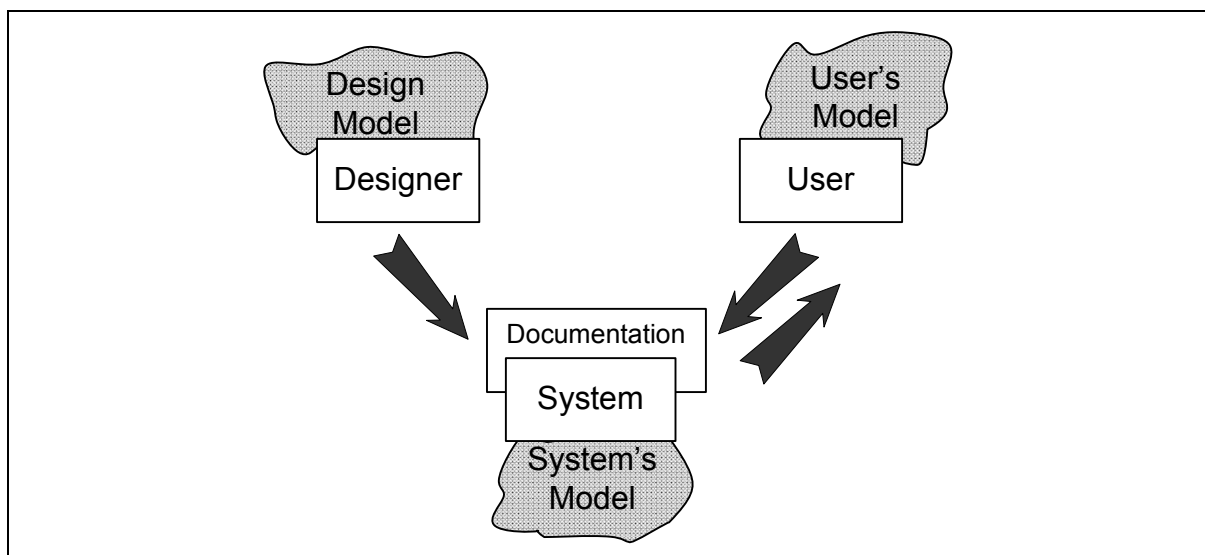 Design
Model
Designer
User's
Model
User
Documentation
System
System's
Model